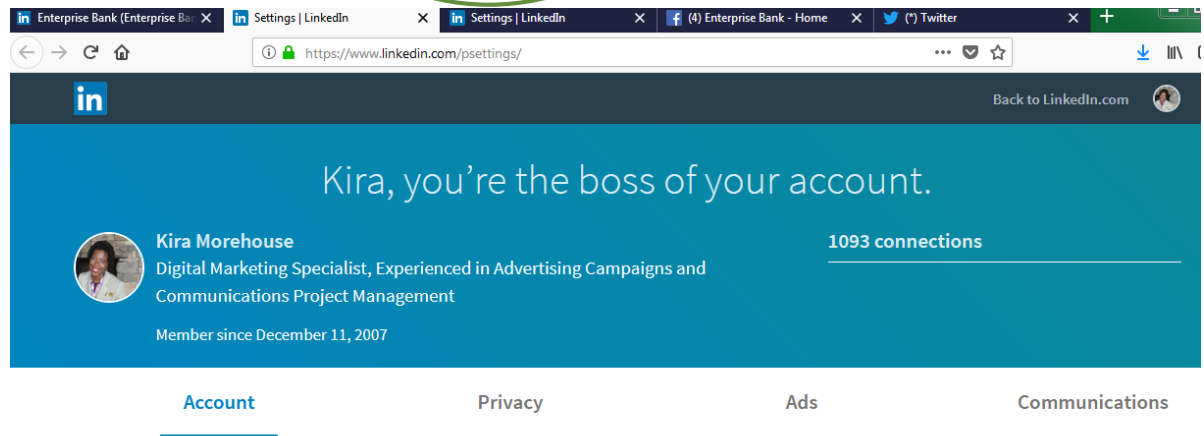 Enterprise Bank (Enterprise Ba
Settings | LinkedIn
Settings | LinkedIn
(4) Enterprise Bank - Home
(*) Twitter
https://www.linkedin.com/psettings/
in
Back to LinkedIn.com
Kira, you’re the boss of your account.
Kira Morehouse
1093 connections
Digital Marketing Specialist, Experienced in Advertising Campaigns and
Communications Project Management
Member since December 11, 2007
Account
Privacy
Ads
Communications